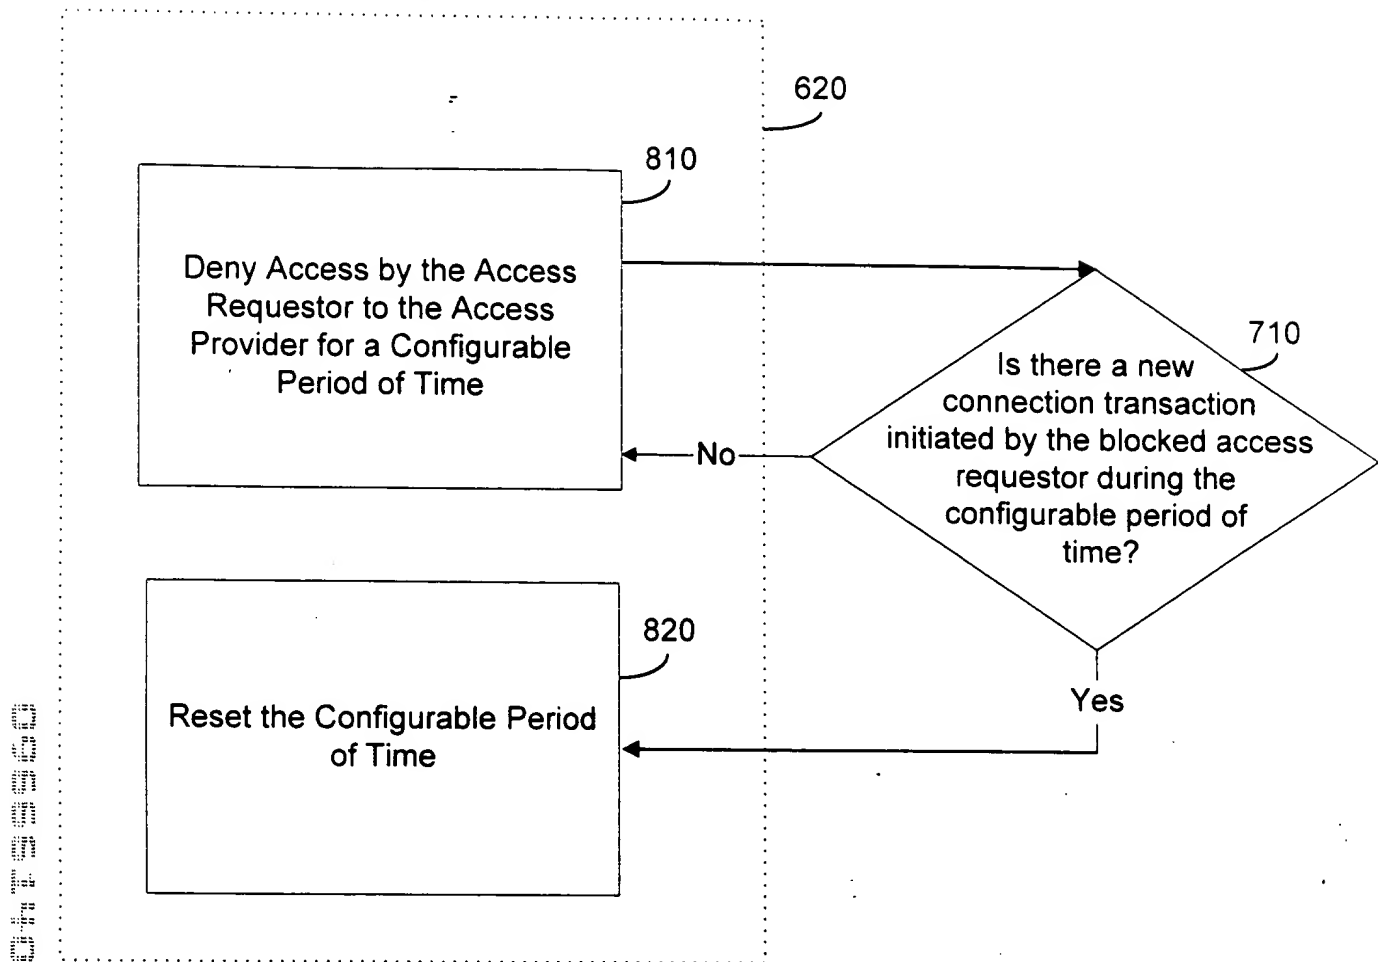 620
810
Deny Access by the Access
Requestor to the Access
Provider for a Configurable
Period of Time
710
Is there a new
connection transaction
initiated by the blocked access
requestor during the
configurable period of
time?
No
820
Reset the Configurable Period
of Time
Yes